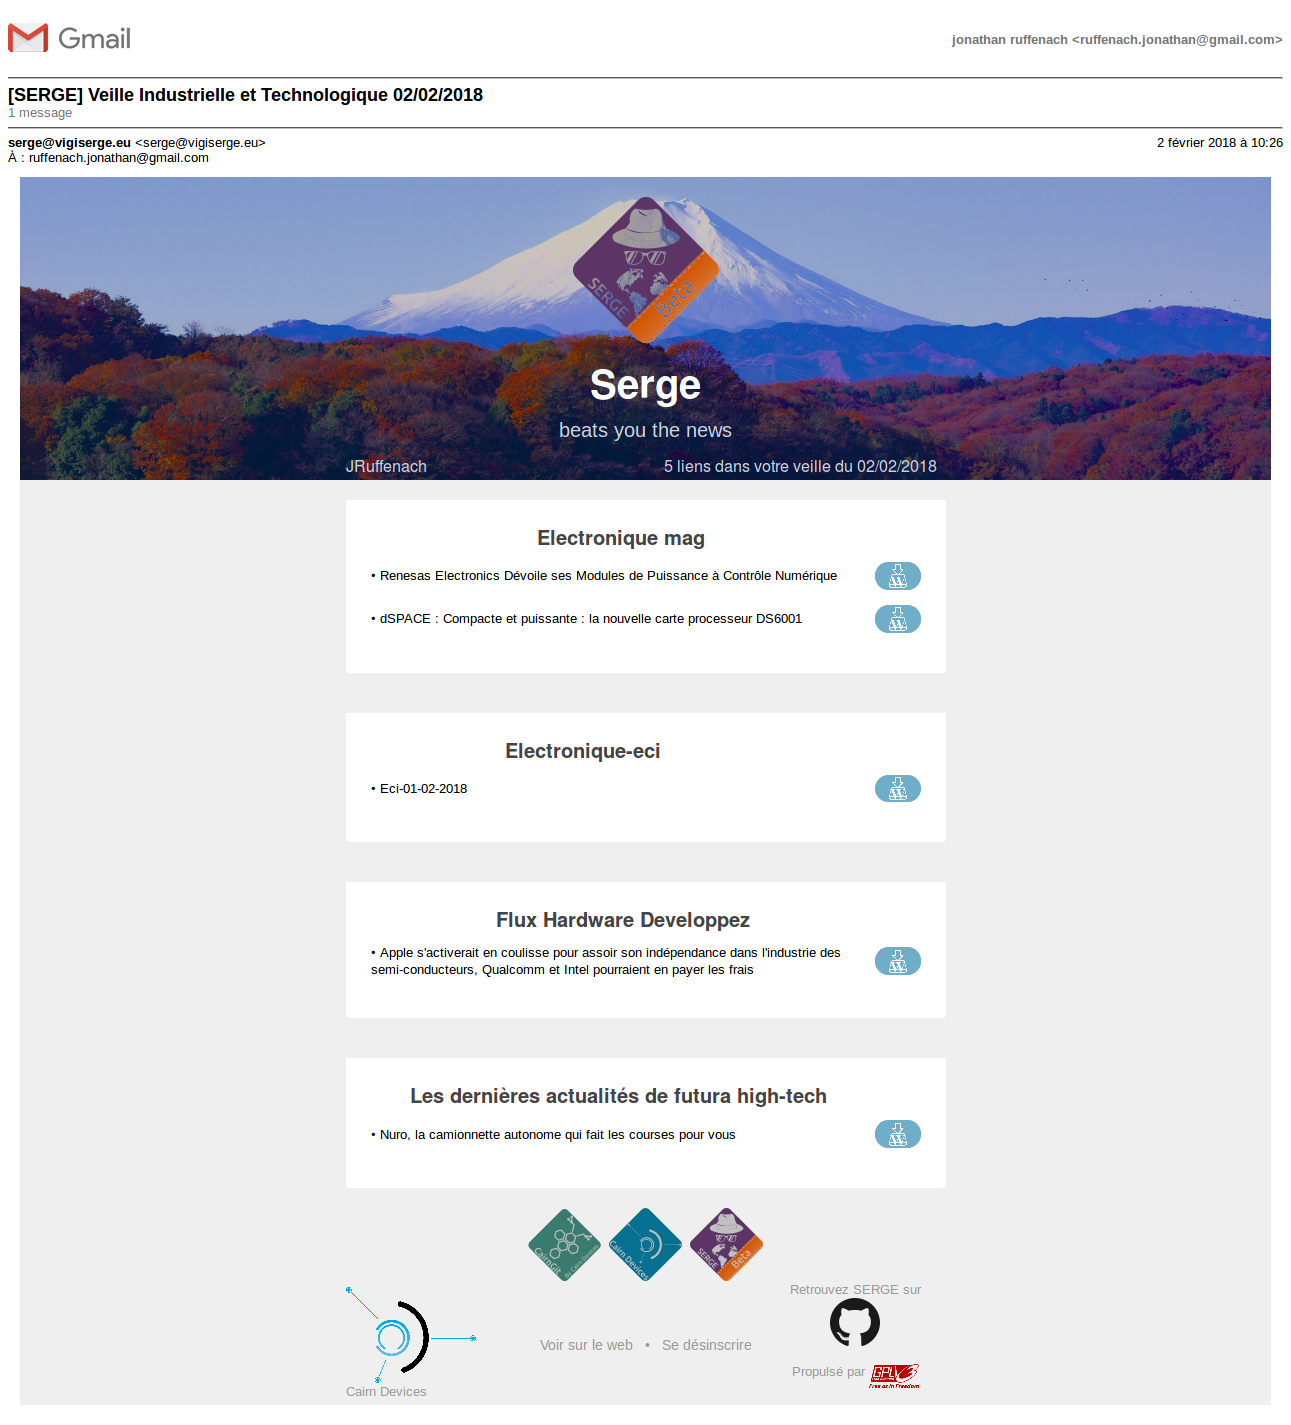 Gmail
jonathan ruffenach <ruffenach.jonathan@gmail.com>
[SERGE] Veille Industrielle et Technologique 02/02/2018
1 message
serge@vigiserge.eu <serge@vigiserge.eu>
2 février 2018 à 10:26
À : ruffenach.jonathan@gmail.com
SERGE
Beta
Serge
beats you the news
JRuffenach
5 liens dans votre veille du 02/02/2018
Electronique mag
• Renesas Electronics Dévoile ses Modules de Puissance à Contrôle Numérique
• dSPACE : Compacte et puissante : la nouvelle carte processeur DS6001
Electronique-eci
• Eci-01-02-2018
Flux Hardware Developpez
• Apple s'activerait en coulisse pour assoir son indépendance dans l'industrie des
semi-conducteurs, Qualcomm et Intel pourraient en payer les frais
Les dernières actualités de futura high-tech
• Nuro, la camionnette autonome qui fait les courses pour vous
CairnGit
By Cairn Devices
Cairn Devices
SERGE
Beta
Retrouvez SERGE sur
Voir sur le web • Se désinscrire
Propulsé par
GPLv3
Free as in Freedom
Cairn Devices